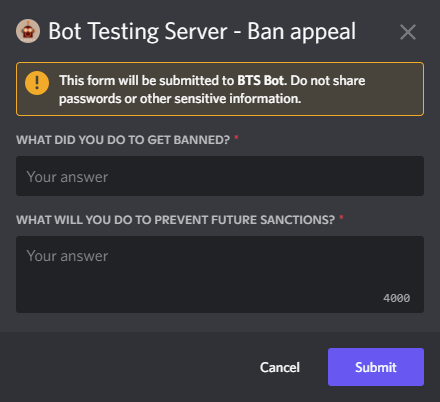 Bot Testing Server - Ban appeal
This form will be submitted to BTS Bot. Do not share
passwords or other sensitive information.
WHAT DID YOU DO TO GET BANNED? *
Your answer
WHAT WILL YOU DO TO PREVENT FUTURE SANCTIONS? *
Your answer
4000
Cancel Submit